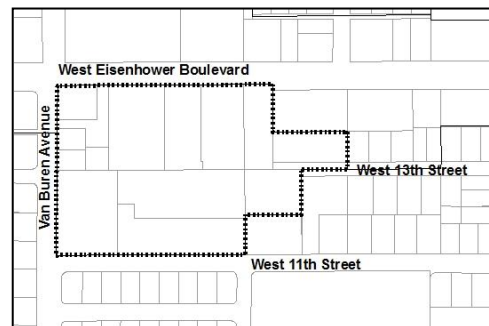 West Eisenhower Boulevard
Van Buren Avenue
West 13th Street
West 11th Street